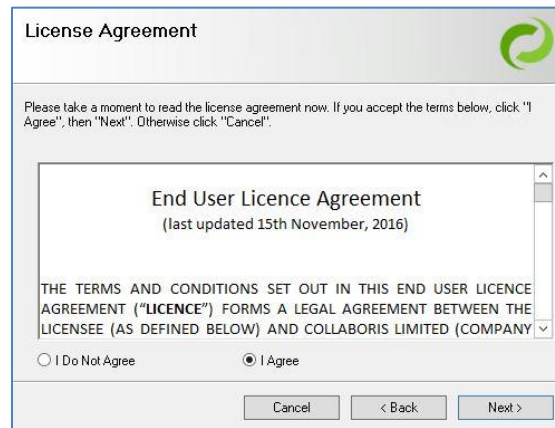 License Agreement
Please take a moment to read the license agreement now. If you accept the terms below, click "I
Agree", then "Next". Otherwise click "Cancel".
End User Licence Agreement
(last updated 15th November, 2016)
THE TERMS AND CONDITIONS SET OUT IN THIS END USER LICENCE
AGREEMENT (“LICENCE”) FORMS A LEGAL AGREEMENT BETWEEN THE
LICENSEE (AS DEFINED BELOW) AND COLLABORIS LIMITED (COMPANY
I Do Not Agree
I Agree
Cancel
< Back
Next >